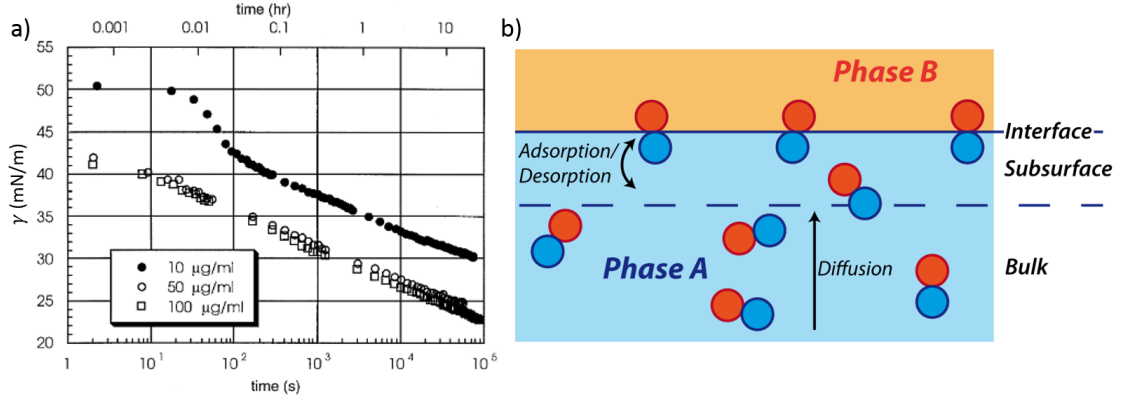 a)
time (hr)
0.001 0.01 0.1 1 10
55
50
45
40
35
30
25
20
γ (mN/m)
10 µg/ml
50 µg/ml
100 µg/ml
1 10¹ 10² 10³ 10⁴ 10⁵
time (s)
b)
Phase B
Interface
Adsorption/
Desorption
Subsurface
Phase A
Diffusion
Bulk